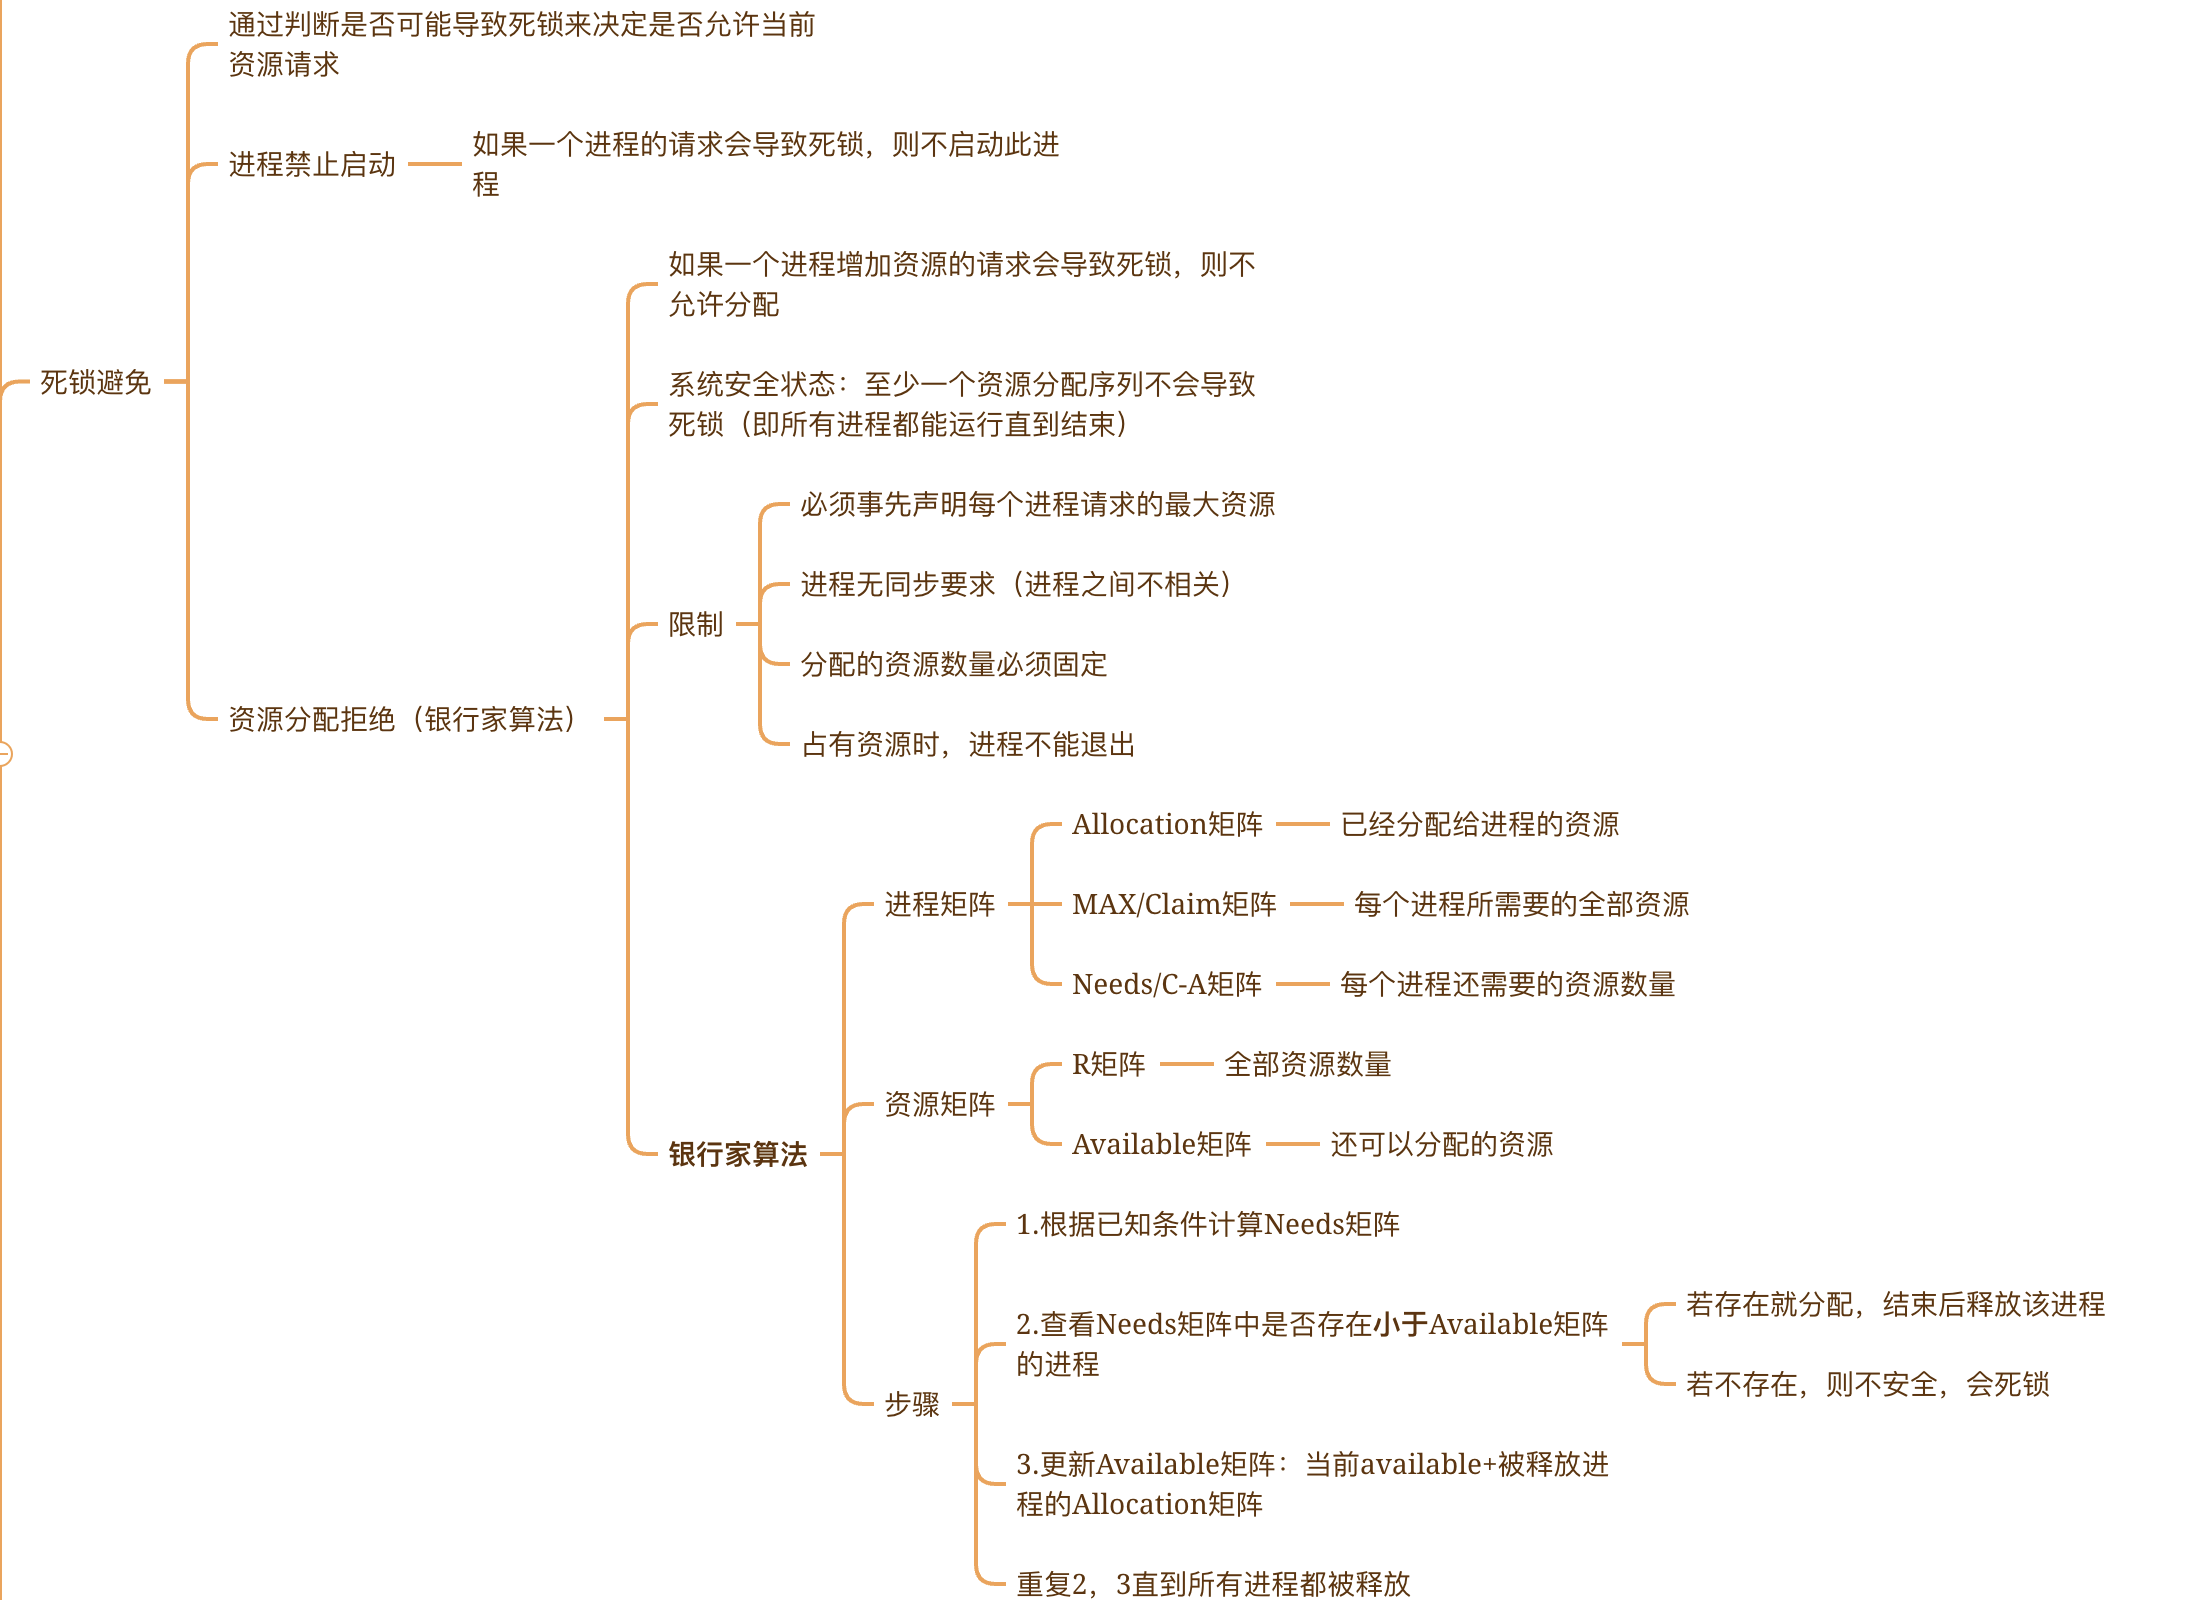 通过判断是否可能导致死锁来决定是否允许当前
资源请求
进程禁止启动
如果一个进程的请求会导致死锁，则不启动此进
程
如果一个进程增加资源的请求会导致死锁，则不
允许分配
死锁避免
系统安全状态：至少一个资源分配序列不会导致
死锁（即所有进程都能运行直到结束）
必须事先声明每个进程请求的最大资源
进程无同步要求（进程之间不相关）
限制
分配的资源数量必须固定
资源分配拒绝（银行家算法）
占有资源时，进程不能退出
Allocation矩阵
已经分配给进程的资源
进程矩阵
MAX/Claim矩阵
每个进程所需要的全部资源
Needs/C-A矩阵
每个进程还需要的资源数量
R矩阵
全部资源数量
资源矩阵
Available矩阵
还可以分配的资源
银行家算法
1.根据已知条件计算Needs矩阵
2.查看Needs矩阵中是否存在小于Available矩阵
的进程
若存在就分配，结束后释放该进程
若不存在，则不安全，会死锁
步骤
3.更新Available矩阵：当前available+被释放进
程的Allocation矩阵
重复2，3直到所有进程都被释放